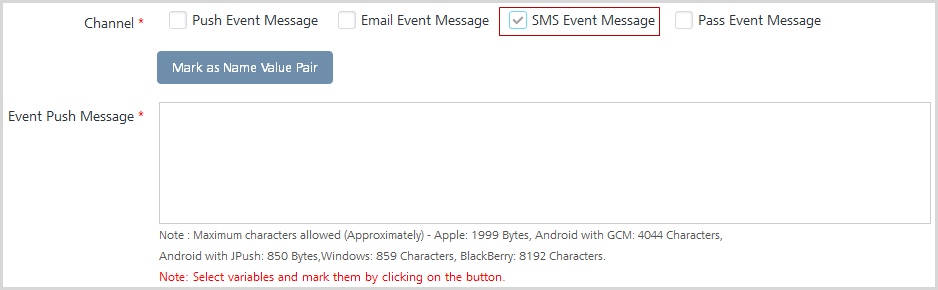 Channel * Push Event Message Email Event Message SMS Event Message Pass Event Message
Mark as Name Value Pair
Event Push Message *
Note : Maximum characters allowed (Approximately) - Apple: 1999 Bytes, Android with GCM: 4044 Characters,
Android with JPush: 850 Bytes,Windows: 859 Characters, BlackBerry: 8192 Characters.
Note: Select variables and mark them by clicking on the button.